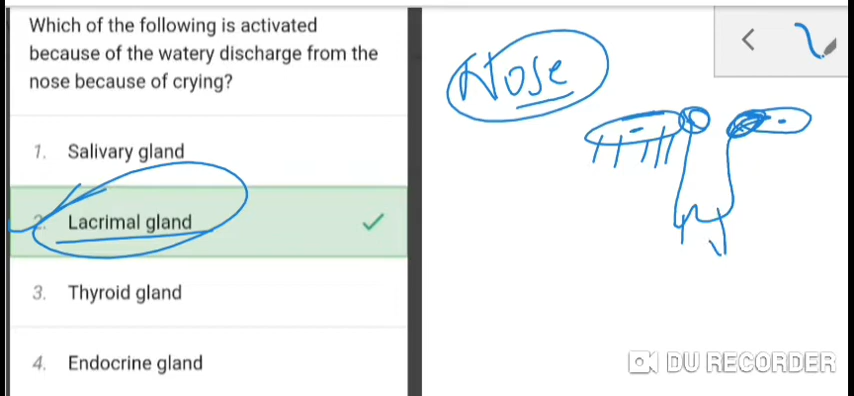 Which of the following is activated
because of the watery discharge from the
nose because of crying?
1. Salivary gland
2. Lacrimal gland
3. Thyroid gland
4. Endocrine gland
Nose
DU RECORDER